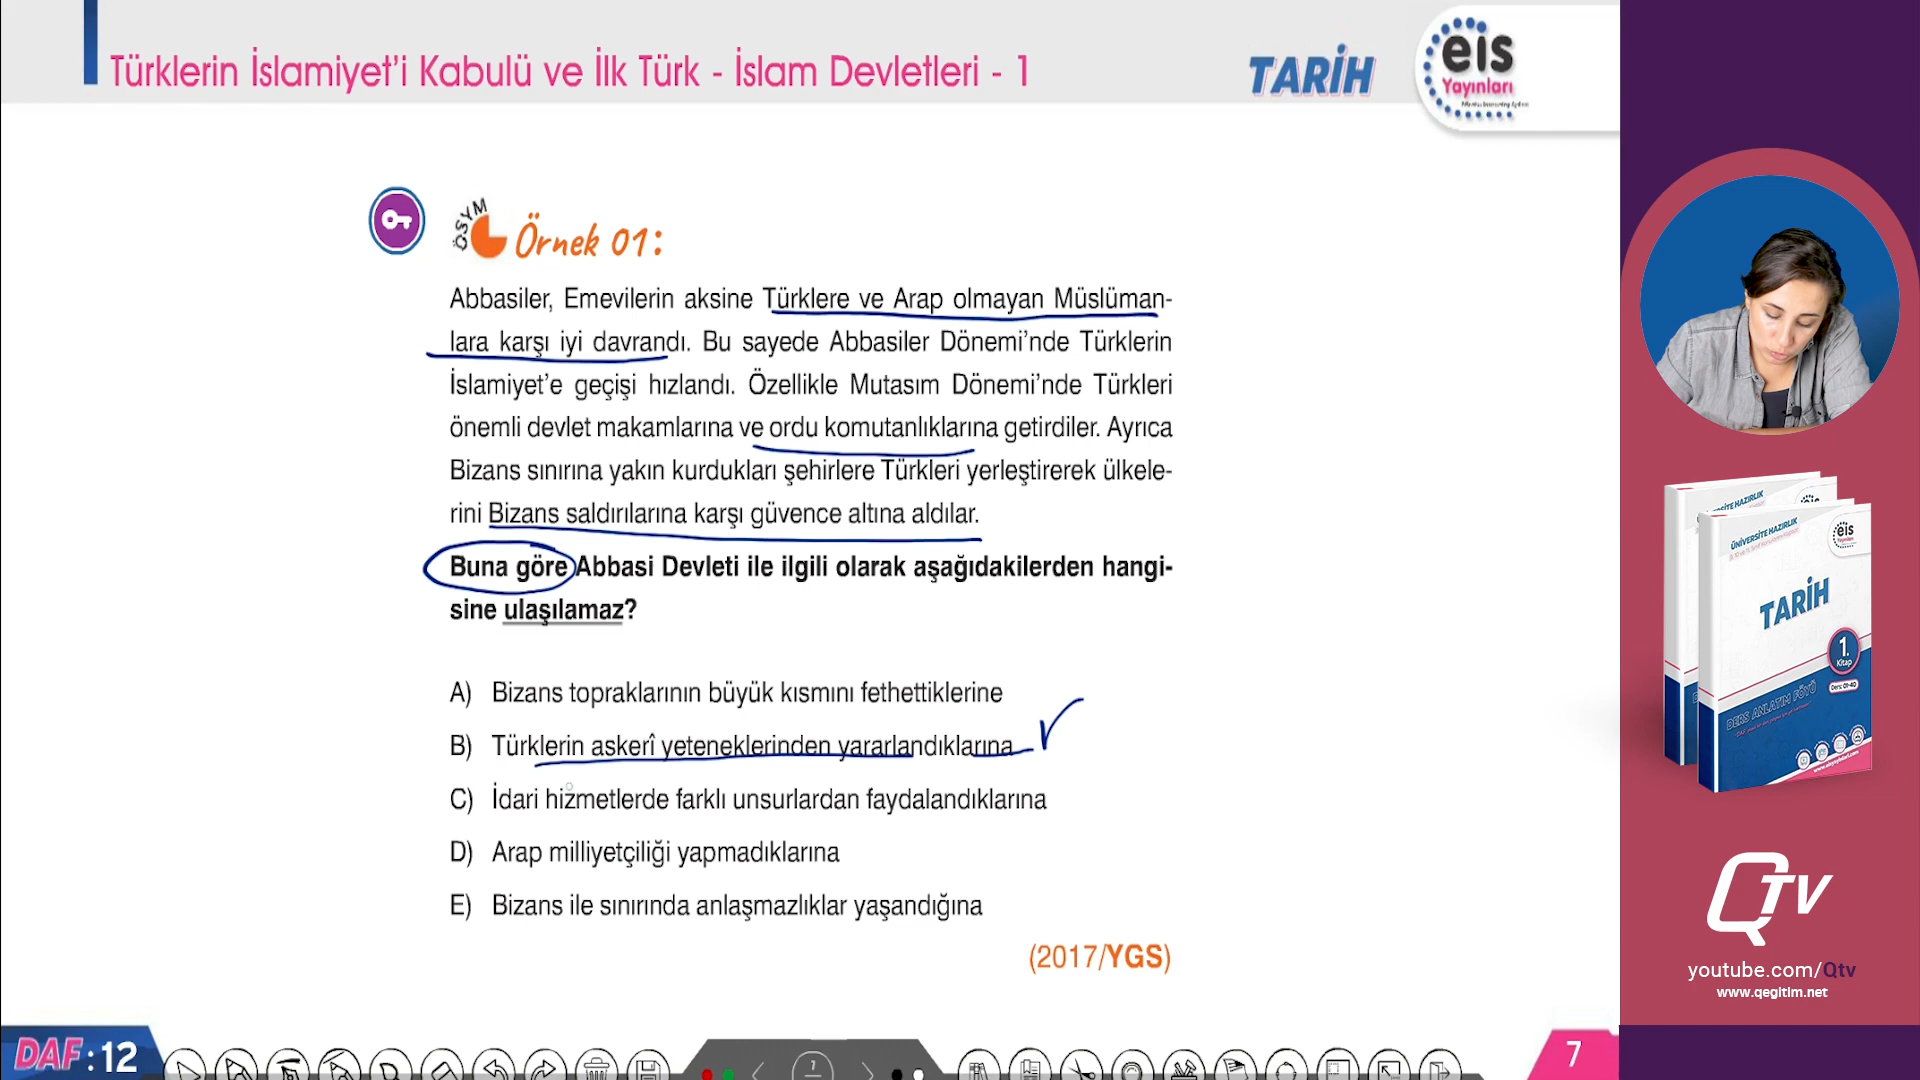 Türklerin İslamiyet'i Kabulü ve İlk Türk - İslam Devletleri - 1
TARİH
eis
Yayınları
ÖSYM
Örnek 01:
Abbasiler, Emevilerin aksine Türklere ve Arap olmayan Müslüman-
lara karşı iyi davrandı. Bu sayede Abbasiler Dönemi'nde Türklerin
İslamiyet'e geçişi hızlandı. Özellikle Mutasım Dönemi'nde Türkleri
önemli devlet makamlarına ve ordu komutanlıklarına getirdiler. Ayrıca
Bizans sınırına yakın kurdukları şehirlere Türkleri yerleştirerek ülkele-
rini Bizans saldırılarına karşı güvence altına aldılar.
Buna göre Abbasi Devleti ile ilgili olarak aşağıdakilerden hangi-
sine ulaşılamaz?
A) Bizans topraklarının büyük kısmını fethettiklerine
B) Türklerin askerî yeteneklerinden yararlandıklarına
C) İdari hizmetlerde farklı unsurlardan faydalandıklarına
D) Arap milliyetçiliği yapmadıklarına
E) Bizans ile sınırında anlaşmazlıklar yaşandığına
(2017/YGS)
DAF : 12
7
ÜNİVERSİTE HAZIRLIK
eis
TARİH
1.
Kitap
Ders: 01-40
DERS ANLATIM FÖYÜ
QTV
youtube.com/Qtv
www.qegitim.net